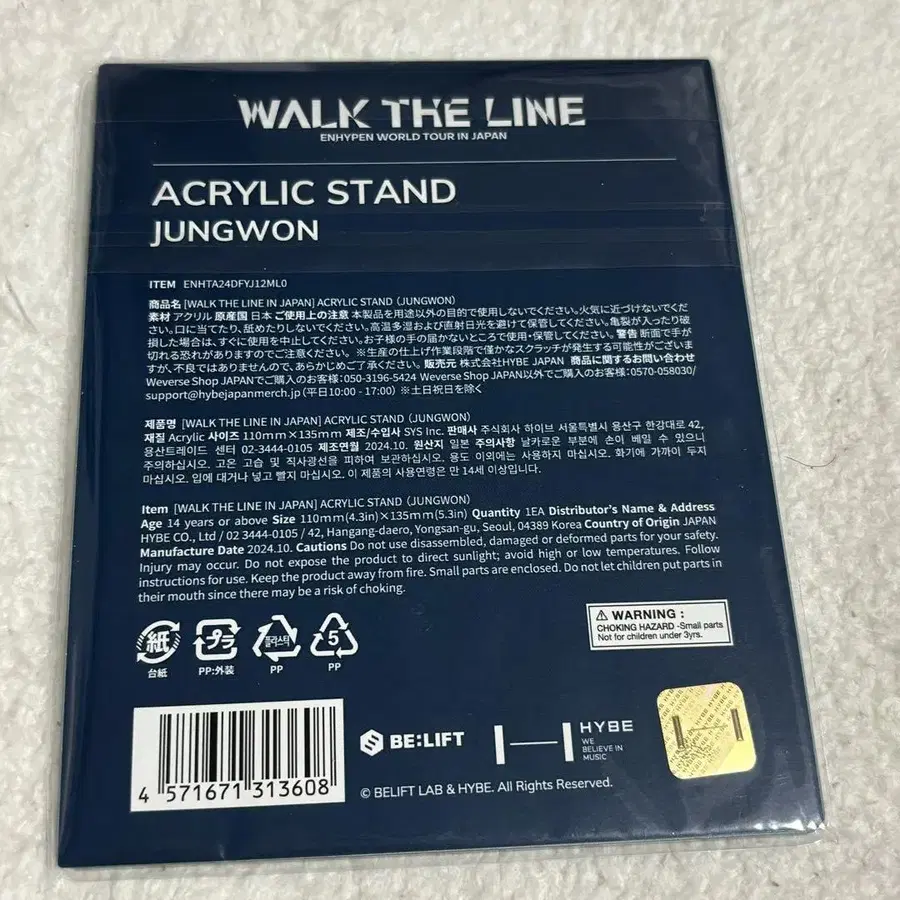 WALK THE LINE
ENHYPEN WORLD TOUR IN JAPAN
ACRYLIC STAND
JUNGWON
ITEM ENHTA24DFYJ12ML0
商品名 [WALK THE LINE IN JAPAN] ACRYLIC STAND（JUNGWON）
素材 アクリル 原産国 日本 ご使用上の注意 本製品を用途以外の目的で使用しないでください。火気に近づけないでくだ
さい。口に当てたり、舐めたりしないでください。高温多湿および直射日光を避けて保管してください。亀裂が入ったり破
損した場合は、すぐに使用を中止してください。お子様の手の届かないところで使用・保管してください。警告 断面で手が
切れる恐れがありますのでご注意ください。 ※生産の仕上げ作業段階で僅かなスクラッチが発生する可能性がございま
すが、不良ではありませんので、あらかじめご了承ください。 販売元 株式会社HYBE JAPAN 商品に関するお問い合わせ
Weverse Shop JAPANでご購入のお客様：050-3196-5424 Weverse Shop JAPAN以外でご購入のお客様：0570-058030/
support@hybejapanmerch.jp（平日10:00 - 17:00）※土日祝日を除く
제품명 [WALK THE LINE IN JAPAN] ACRYLIC STAND（JUNGWON）
재질 Acrylic 사이즈 110mm×135mm 제조/수입사 SYS Inc. 판매사 주식회사 하이브 서울특별시 용산구 한강대로 42,
용산트레이드 센터 02-3444-0105 제조연월 2024.10. 원산지 일본 주의사항 날카로운 부분에 손이 베일 수 있으니
주의하십시오. 고온 고습 및 직사광선을 피하여 보관하십시오. 용도 이외에는 사용하지 마십시오. 화기에 가까이 두지
마십시오. 입에 대거나 넣고 빨지 마십시오. 이 제품의 사용연령은 만 14세 이상입니다.
Item [WALK THE LINE IN JAPAN] ACRYLIC STAND（JUNGWON）
Age 14 years or above Size 110mm(4.3in)×135mm(5.3in) Quantity 1EA Distributor's Name & Address
HYBE CO., Ltd / 02 3444-0105 / 42, Hangang-daero, Yongsan-gu, Seoul, 04389 Korea Country of Origin JAPAN
Manufacture Date 2024.10. Cautions Do not use disassembled, damaged or deformed parts for your safety.
Injury may occur. Do not expose the product to direct sunlight; avoid high or low temperatures. Follow
instructions for use. Keep the product away from fire. Small parts are enclosed. Do not let children put parts in
their mouth since there may be a risk of choking.
⚠ WARNING :
CHOKING HAZARD -Small parts
Not for children under 3yrs.
紙 プラ 플라스틱 5
台紙 PP:外装 PP PP
BE:LIFT
HYBE
WE
BELIEVE IN
MUSIC
4 571671 313608
© BELIFT LAB & HYBE. All Rights Reserved.